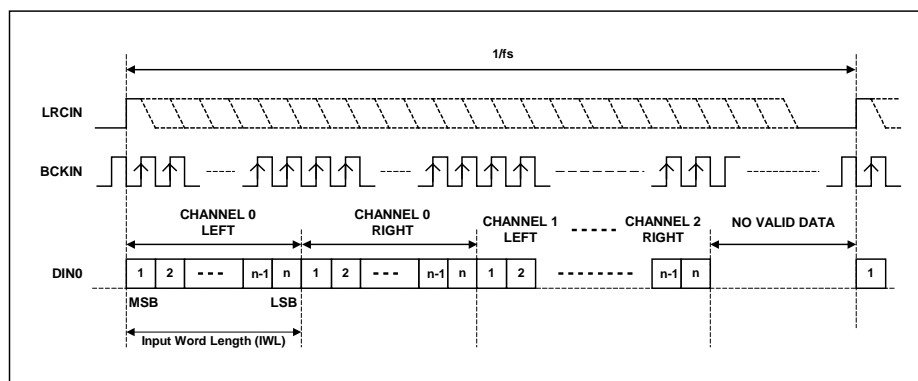 1/fs
LRCIN
BCKIN
CHANNEL 0
LEFT
CHANNEL 0
RIGHT
CHANNEL 1
LEFT
CHANNEL 2
RIGHT
NO VALID DATA
DIN0
1 2 n-1 n 1 2 n-1 n 1 2 n-1 n 1
MSB LSB
Input Word Length (IWL)